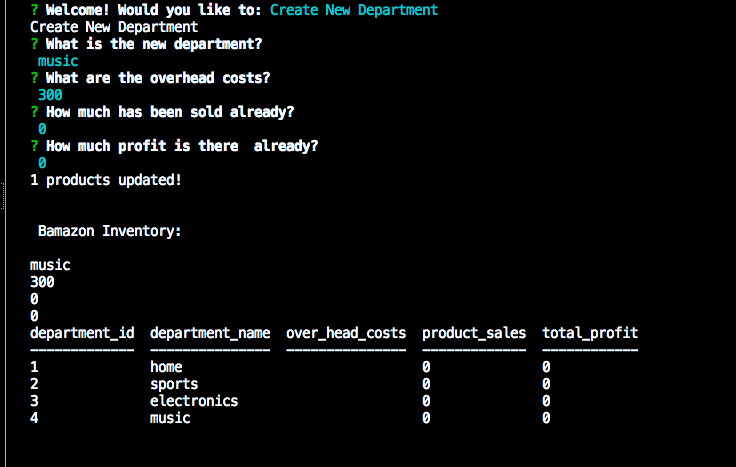 ? Welcome! Would you like to: Create New Department
Create New Department
? What is the new department?
music
? What are the overhead costs?
300
? How much has been sold already?
0
? How much profit is there  already?
0
1 products updated!
Bamazon Inventory:
music
300
0
0
department_id  department_name  over_head_costs  product_sales  total_profit
-------------  ---------------  ---------------  -------------  ------------
1              home                              0              0
2              sports                            0              0
3              electronics                       0              0
4              music                             0              0